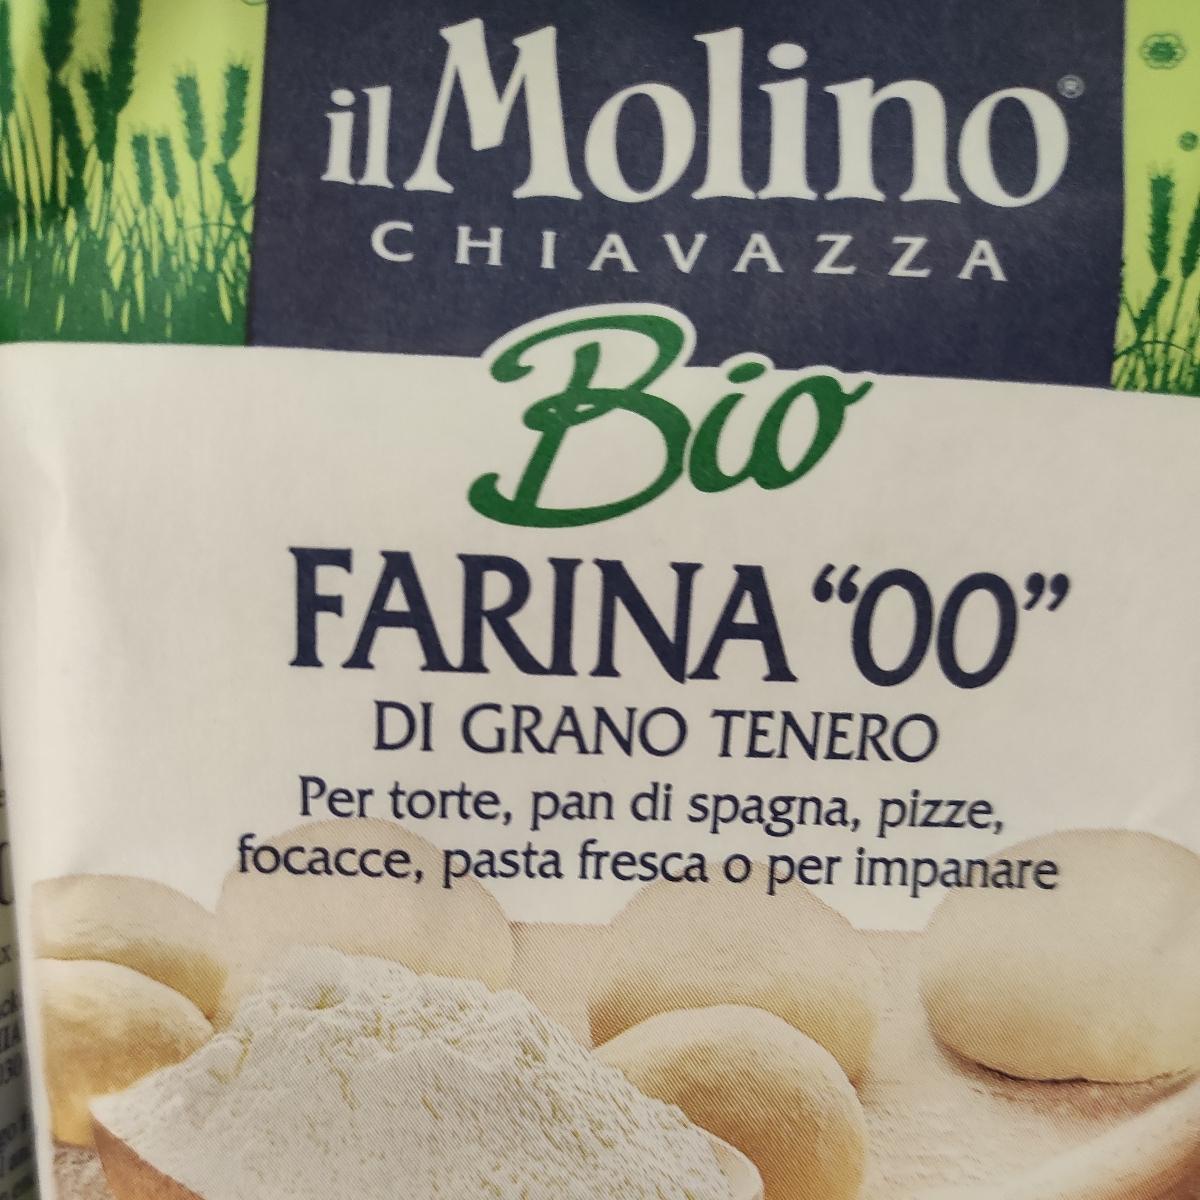 il Molino®
CHIAVAZZA
Bio
FARINA “00”
DI GRANO TENERO
Per torte, pan di spagna, pizze,
focacce, pasta fresca o per impanare